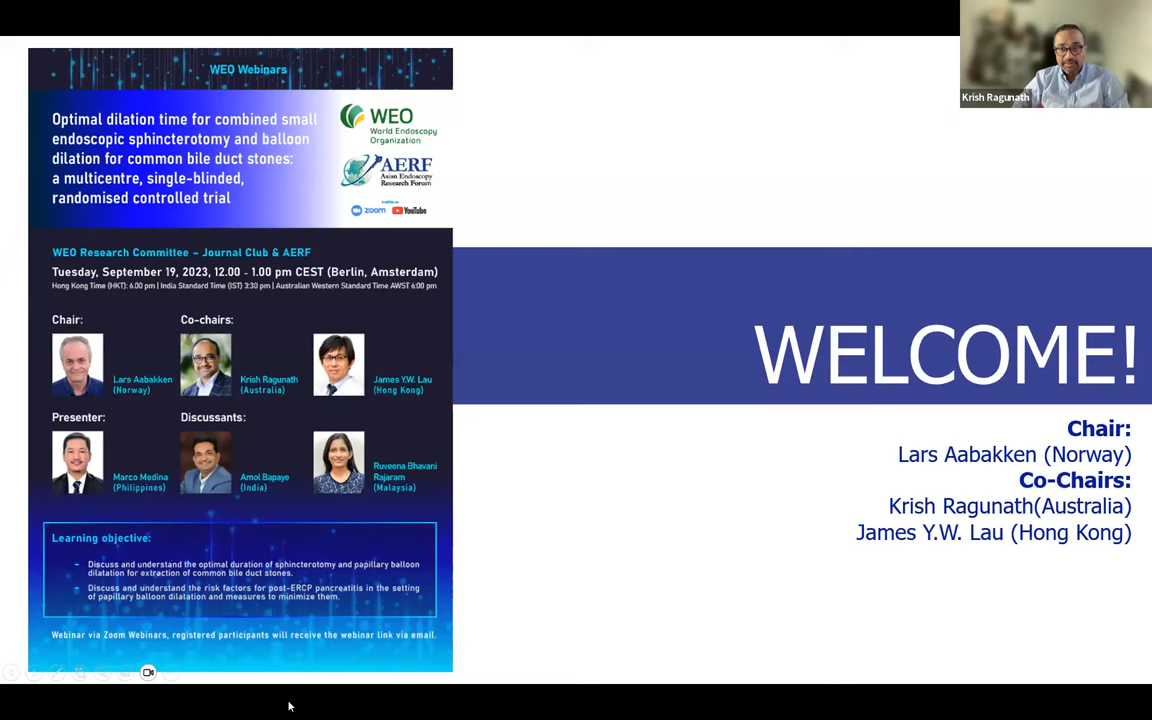 WEO Webinars
Optimal dilation time for combined small
endoscopic sphincterotomy and balloon
dilation for common bile duct stones:
a multicentre, single-blinded,
randomised controlled trial
WEO
World Endoscopy
Organization
AERF
Asian Endoscopy
Research Forum
zoom YouTube
WEO Research Committee – Journal Club & AERF
Tuesday, September 19, 2023, 12.00 - 1.00 pm CEST (Berlin, Amsterdam)
Hong Kong Time (HKT): 6.00 pm | India Standard Time (IST) 3:30 pm | Australian Western Standard Time AWST 6:00 pm
Chair:
Co-chairs:
Lars Aabakken
(Norway)
Krish Ragunath
(Australia)
James Y.W. Lau
(Hong Kong)
Presenter:
Discussants:
Marco Medina
(Philippines)
Amol Bapaye
(India)
Ruveena Bhavani
Rajaram
(Malaysia)
Learning objective:
- Discuss and understand the optimal duration of sphincterotomy and papillary balloon
dilatation for extraction of common bile duct stones.
- Discuss and understand the risk factors for post-ERCP pancreatitis in the setting
of papillary balloon dilatation and measures to minimize them.
Webinar via Zoom Webinars, registered participants will receive the webinar link via email.
WELCOME!
Chair:
Lars Aabakken (Norway)
Co-Chairs:
Krish Ragunath(Australia)
James Y.W. Lau (Hong Kong)
Krish Ragunath